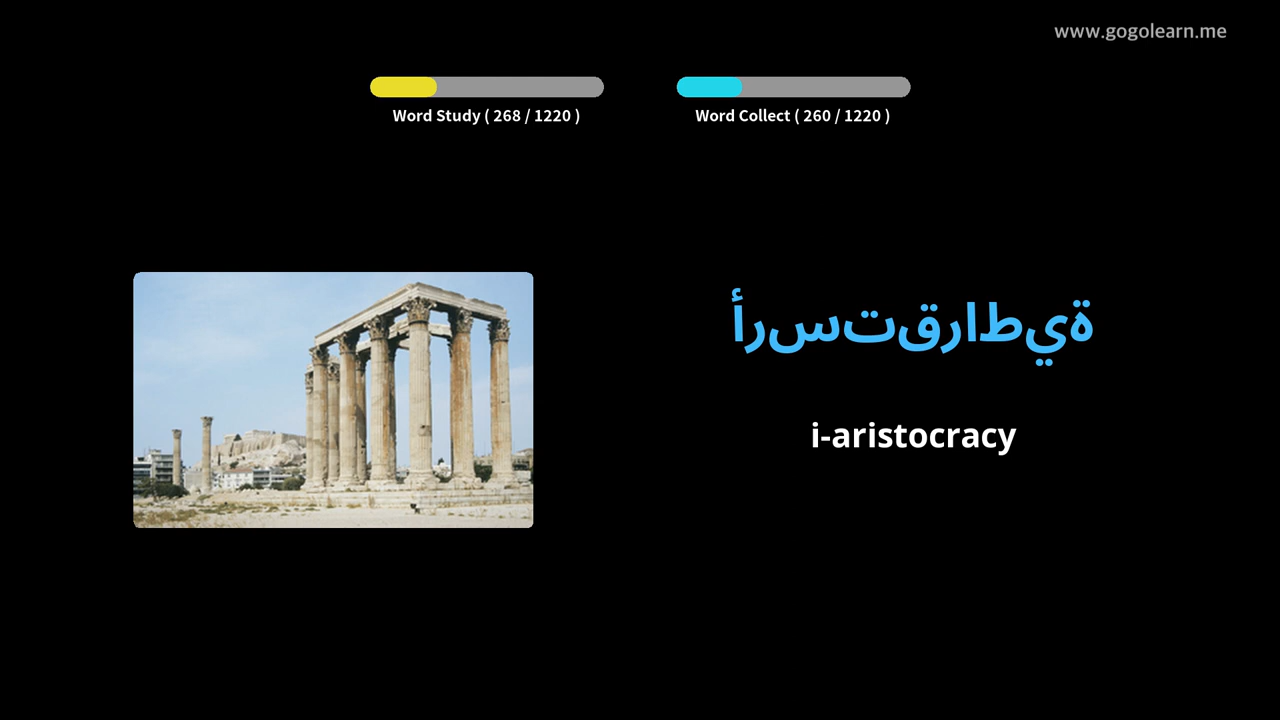 www.gogolearn.me
Word Study ( 268 / 1220 )
Word Collect ( 260 / 1220 )
أرستقراطية
i-aristocracy